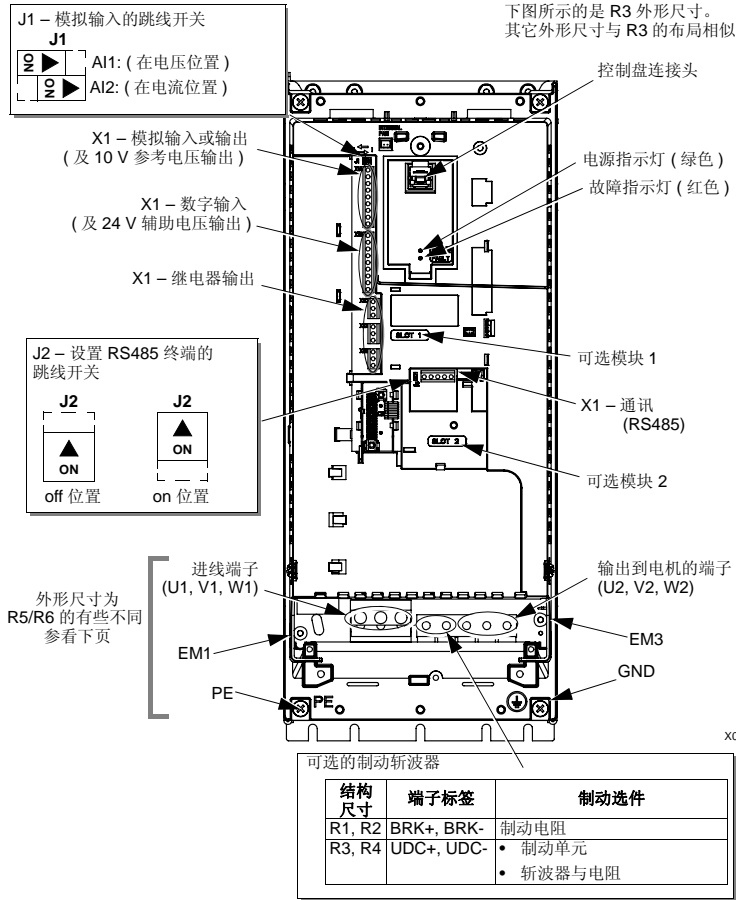 J1 – 模拟输入的跳线开关
J1
ON
AI1: ( 在电压位置 )
ON
AI2: ( 在电流位置 )
下图所示的是 R3 外形尺寸。
其它外形尺寸与 R3 的布局相似
控制盘连接头
X1 – 模拟输入或输出
( 及 10 V 参考电压输出 )
电源指示灯 ( 绿色 )
故障指示灯 ( 红色 )
X1 – 数字输入
( 及 24 V 辅助电压输出 )
X1 – 继电器输出
SLOT 1
可选模块 1
J2 – 设置 RS485 终端的
跳线开关
J2
J2
ON
ON
off 位置
on 位置
X1 – 通讯
(RS485)
SLOT 2
可选模块 2
进线端子
(U1, V1, W1)
输出到电机的端子
(U2, V2, W2)
外形尺寸为
R5/R6 的有些不同
参看下页
EM1
EM3
PE
PE
GND
X0
可选的制动斩波器
结构
尺寸
端子标签
制动选件
R1, R2
BRK+, BRK-
制动电阻
R3, R4
UDC+, UDC-
• 制动单元
• 斩波器与电阻